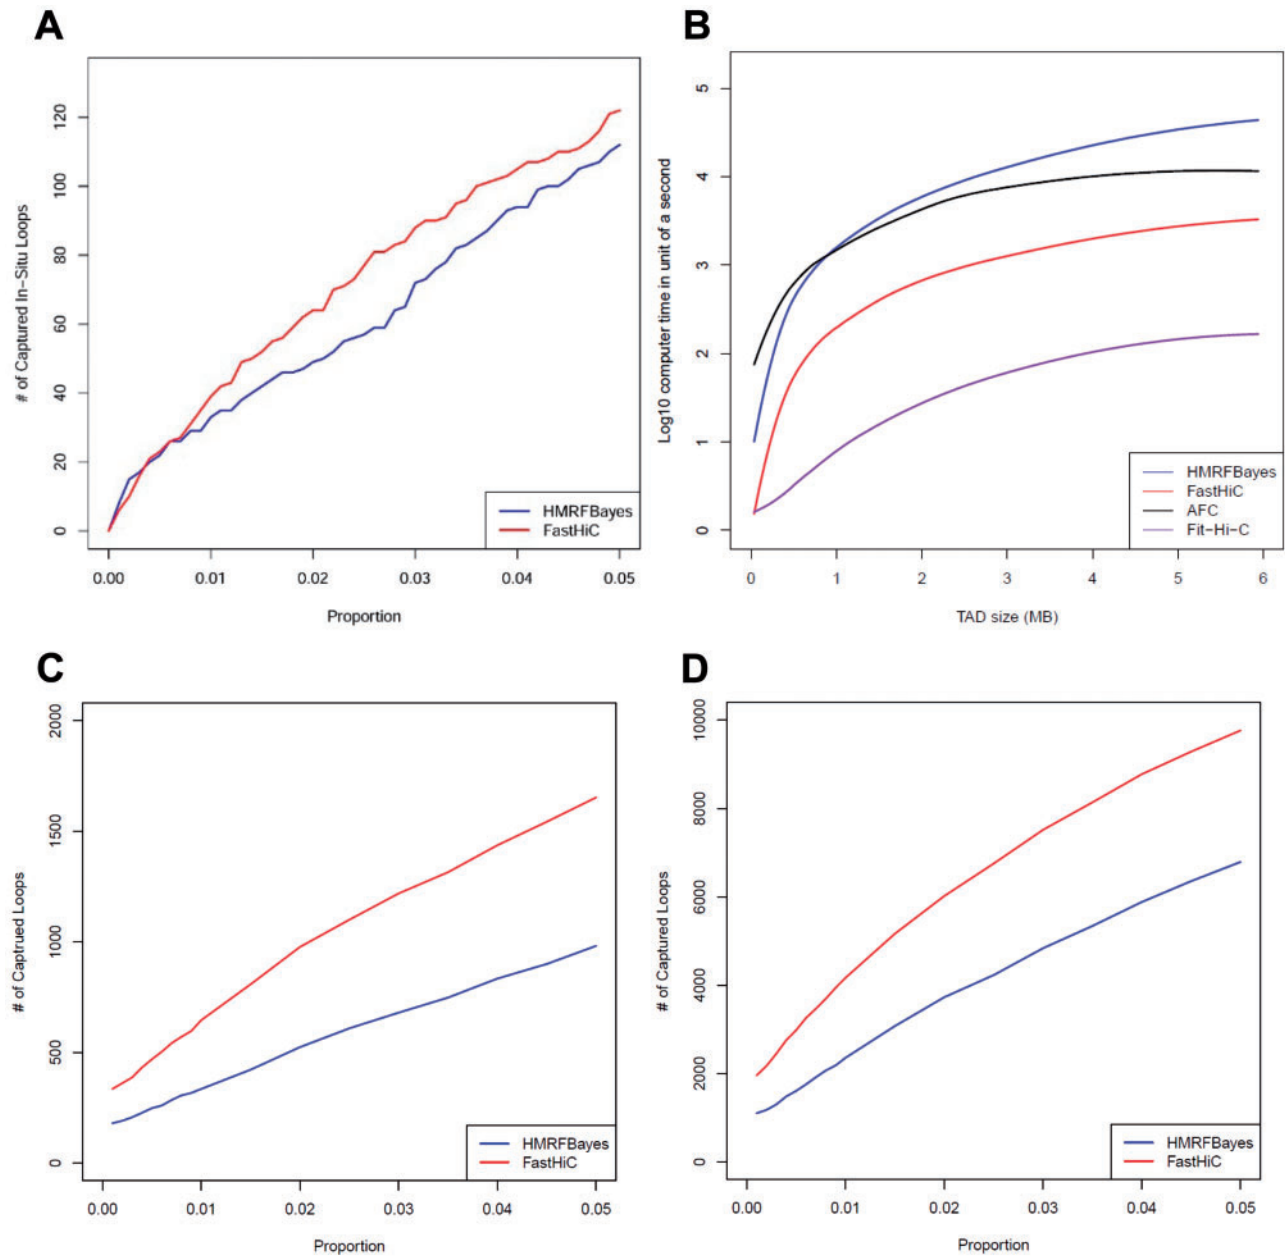 A
# of Captured In-Situ Loops
120
100
80
60
40
20
0
0.00 0.01 0.02 0.03 0.04 0.05
Proportion
HMRFBayes
FastHiC
B
Log10 computer time in unit of a second
5
4
3
2
1
0
0 1 2 3 4 5 6
TAD size (MB)
HMRFBayes
FastHiC
AFC
Fit-Hi-C
C
# of Captrued Loops
2000
1500
1000
500
0
0.00 0.01 0.02 0.03 0.04 0.05
Proportion
HMRFBayes
FastHiC
D
# of Captured Loops
10000
8000
6000
4000
2000
0
0.00 0.01 0.02 0.03 0.04 0.05
Proportion
HMRFBayes
FastHiC